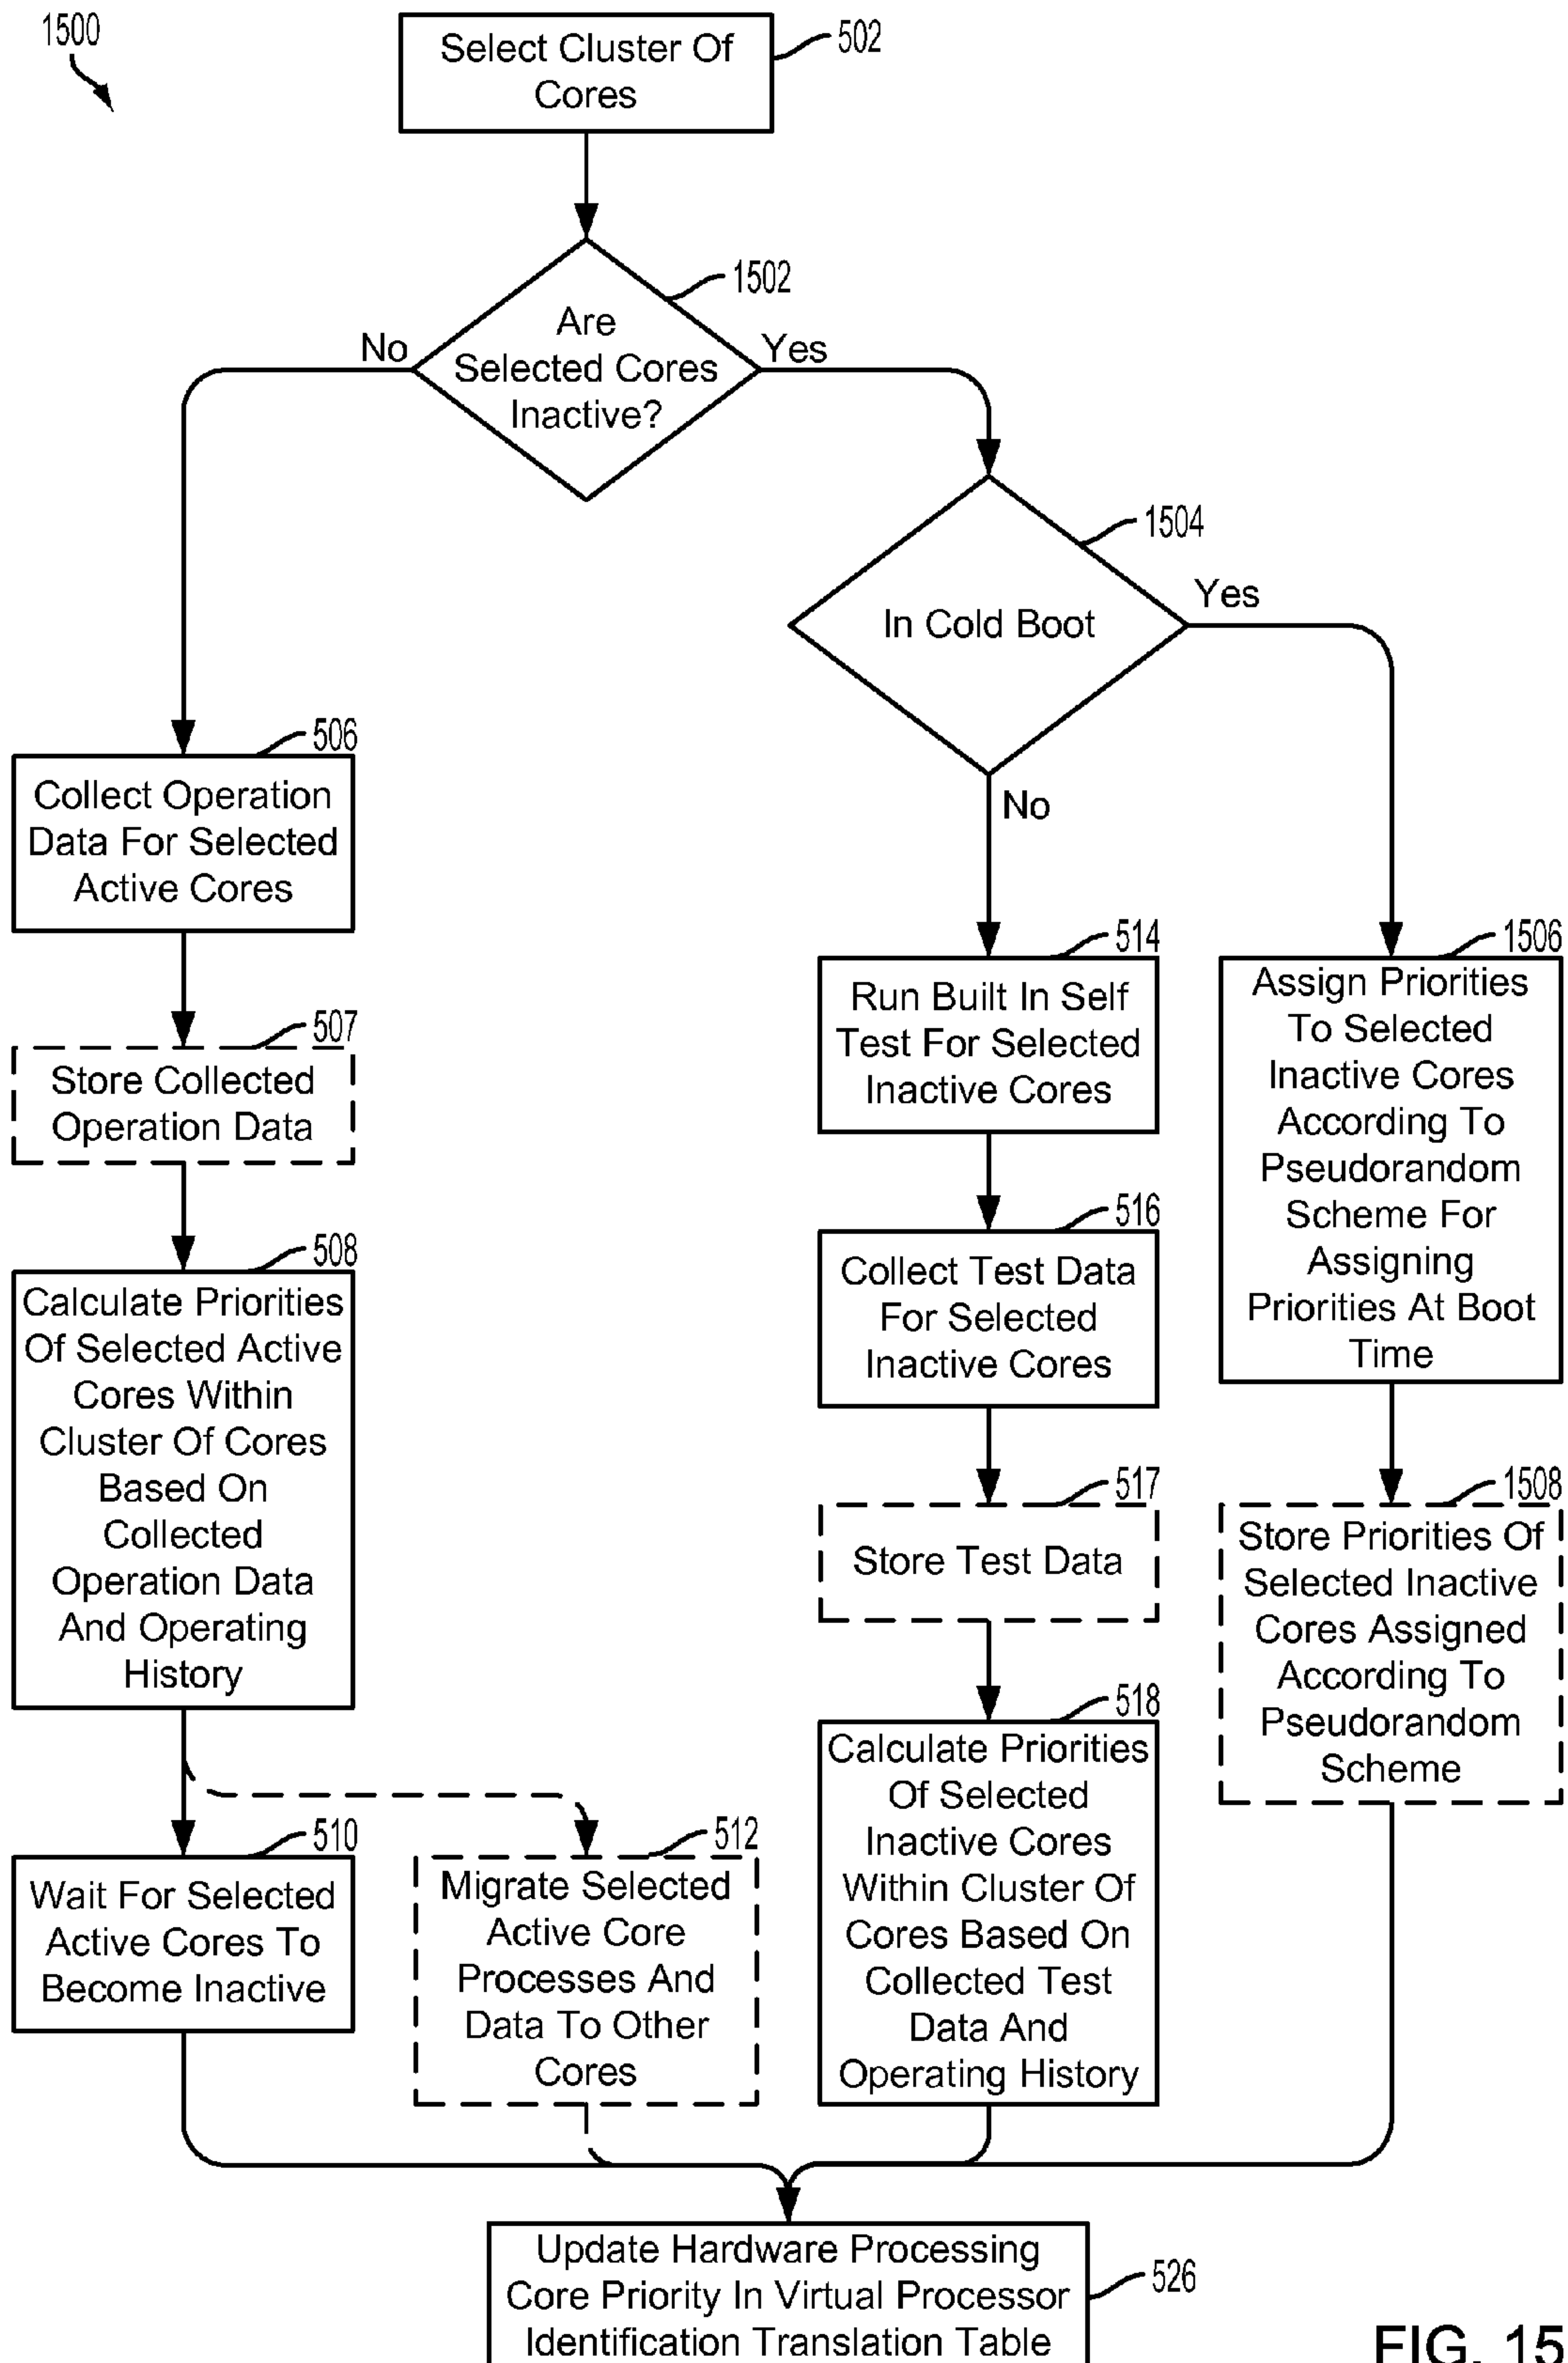 1500
Select Cluster Of
Cores
502
Are
Selected Cores
Inactive?
1502
No
Yes
In Cold Boot
1504
Yes
No
506
Collect Operation
Data For Selected
Active Cores
507
Store Collected
Operation Data
508
Calculate Priorities
Of Selected Active
Cores Within
Cluster Of Cores
Based On
Collected
Operation Data
And Operating
History
510
Wait For Selected
Active Cores To
Become Inactive
512
Migrate Selected
Active Core
Processes And
Data To Other
Cores
514
Run Built In Self
Test For Selected
Inactive Cores
516
Collect Test Data
For Selected
Inactive Cores
517
Store Test Data
518
Calculate Priorities
Of Selected
Inactive Cores
Within Cluster Of
Cores Based On
Collected Test
Data And
Operating History
1506
Assign Priorities
To Selected
Inactive Cores
According To
Pseudorandom
Scheme For
Assigning
Priorities At Boot
Time
1508
Store Priorities Of
Selected Inactive
Cores Assigned
According To
Pseudorandom
Scheme
Update Hardware Processing
Core Priority In Virtual Processor
Identification Translation Table
526
FIG. 15